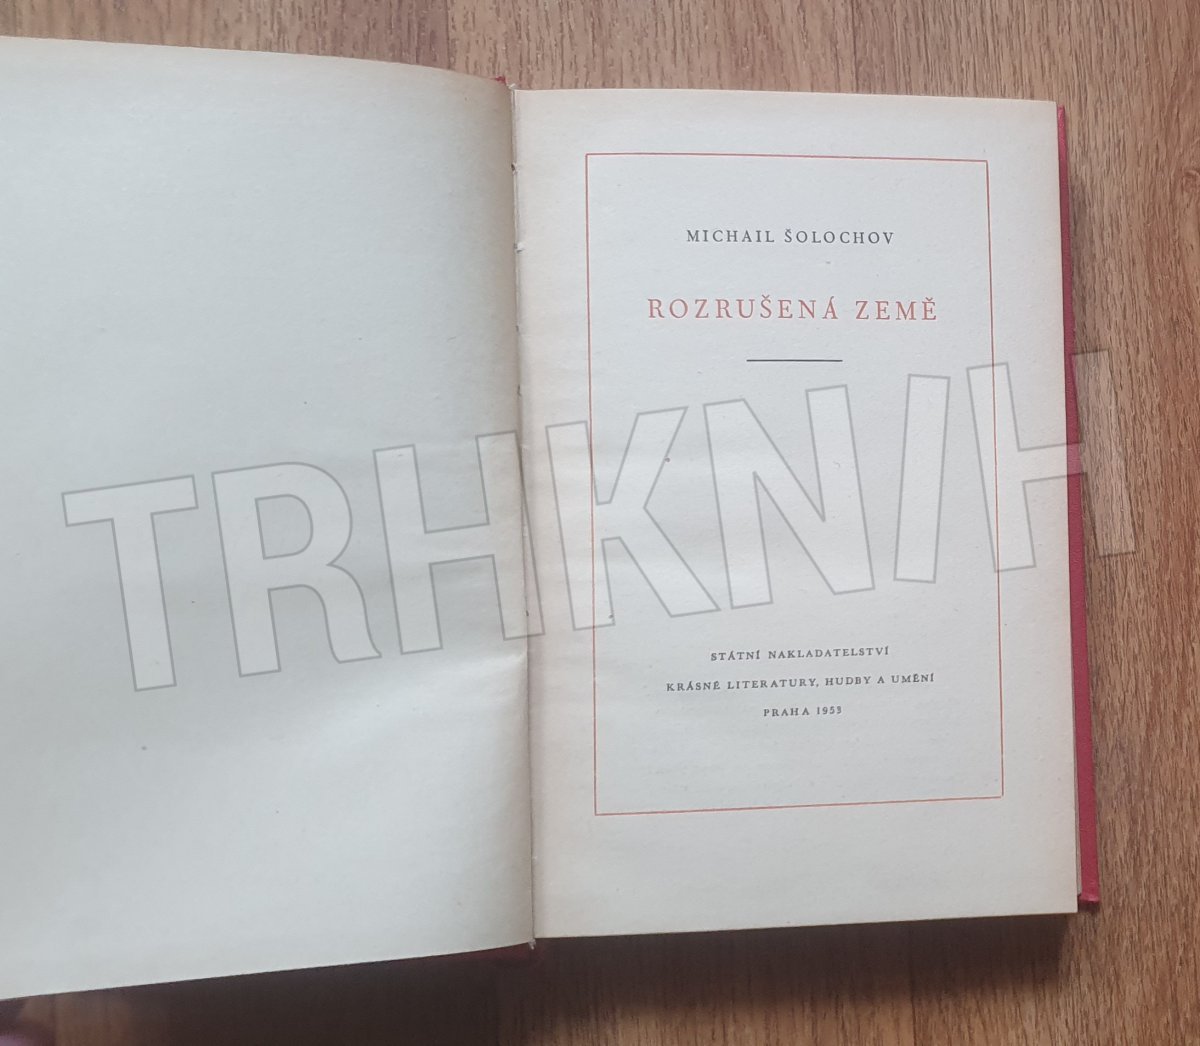 MICHAIL ŠOLOCHOV
ROZRUŠENÁ ZEMĚ
TRHKNIH
STÁTNÍ NAKLADATELSTVÍ
KRÁSNÉ LITERATURY, HUDBY A UMĚNÍ
PRAHA 1953